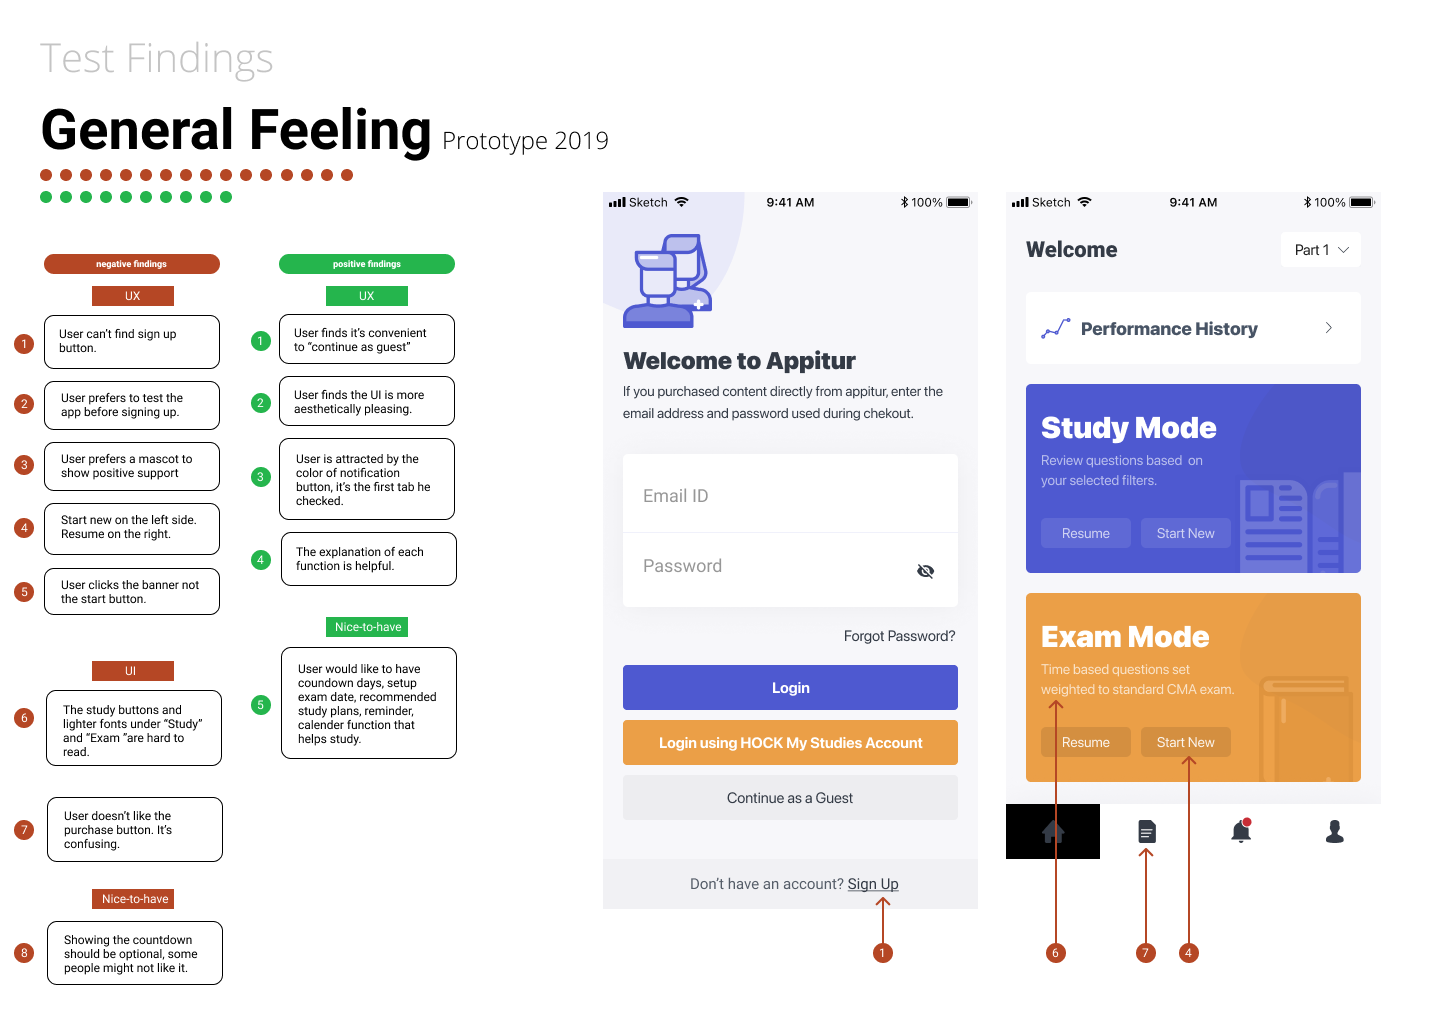 Test Findings
General Feeling Prototype 2019
negative findings
UX
1
User can't find sign up
button.
2
User prefers to test the
app before signing up.
3
User prefers a mascot to
show positive support
4
Start new on the left side.
Resume on the right.
5
User clicks the banner not
the start button.
UI
6
The study buttons and
lighter fonts under “Study”
and “Exam ”are hard to
read.
7
User doesn't like the
purchase button. It's
confusing.
Nice-to-have
8
Showing the countdown
should be optional, some
people might not like it.
positive findings
UX
1
User finds it's convenient
to “continue as guest”
2
User finds the UI is more
aesthetically pleasing.
3
User is attracted by the
color of notification
button, it's the first tab he
checked.
4
The explanation of each
function is helpful.
Nice-to-have
5
User would like to have
coundown days, setup
exam date, recommended
study plans, reminder,
calender function that
helps study.
Sketch 9:41 AM 100%
Welcome to Appitur
If you purchased content directly from appitur, enter the
email address and password used during chekout.
Email ID
Password
Forgot Password?
Login
Login using HOCK My Studies Account
Continue as a Guest
Don't have an account? Sign Up
1
Sketch 9:41 AM 100%
Welcome
Part 1
Performance History
Study Mode
Review questions based on
your selected filters.
Resume Start New
Exam Mode
Time based questions set
weighted to standard CMA exam.
Resume Start New
6 7 4